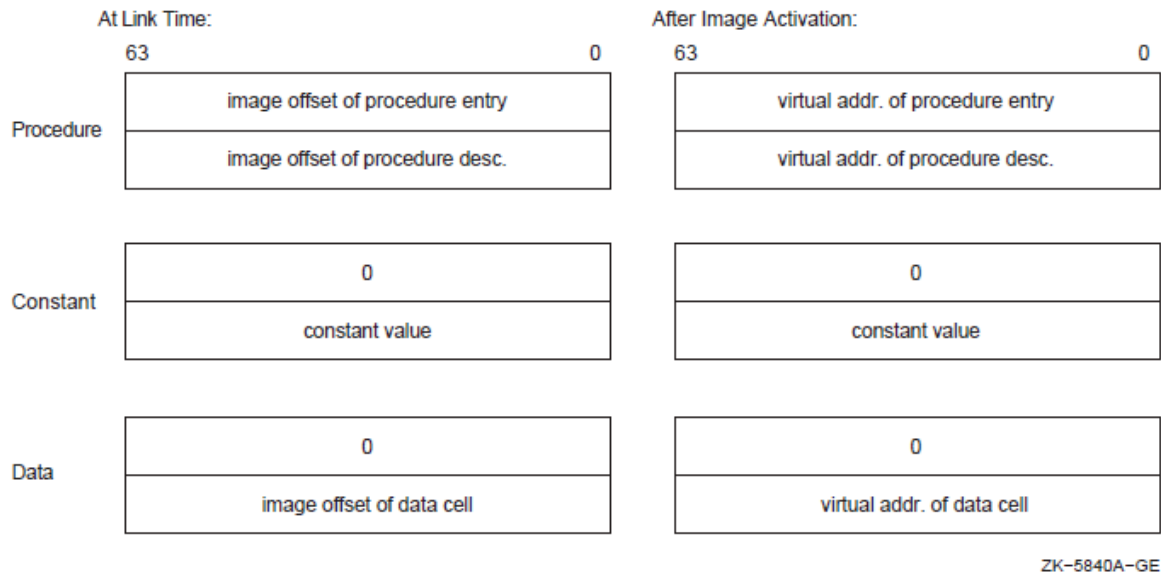 At Link Time: After Image Activation:
63 0 63 0
Procedure
image offset of procedure entry virtual addr. of procedure entry
image offset of procedure desc. virtual addr. of procedure desc.
Constant
0 0
constant value constant value
Data
0 0
image offset of data cell virtual addr. of data cell
ZK−5840A−GE